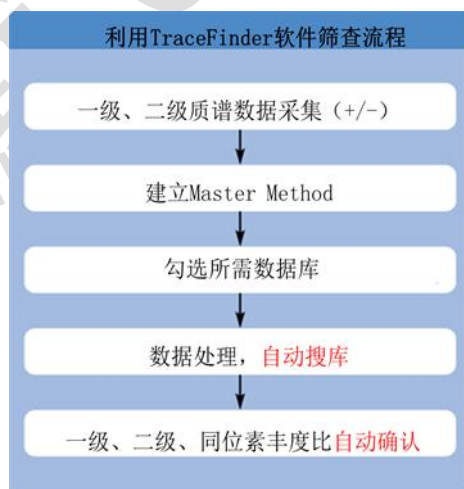 利用TraceFinder软件筛查流程
一级、二级质谱数据采集（+/-）
建立Master Method
勾选所需数据库
数据处理，自动搜库
一级、二级、同位素丰度比自动确认